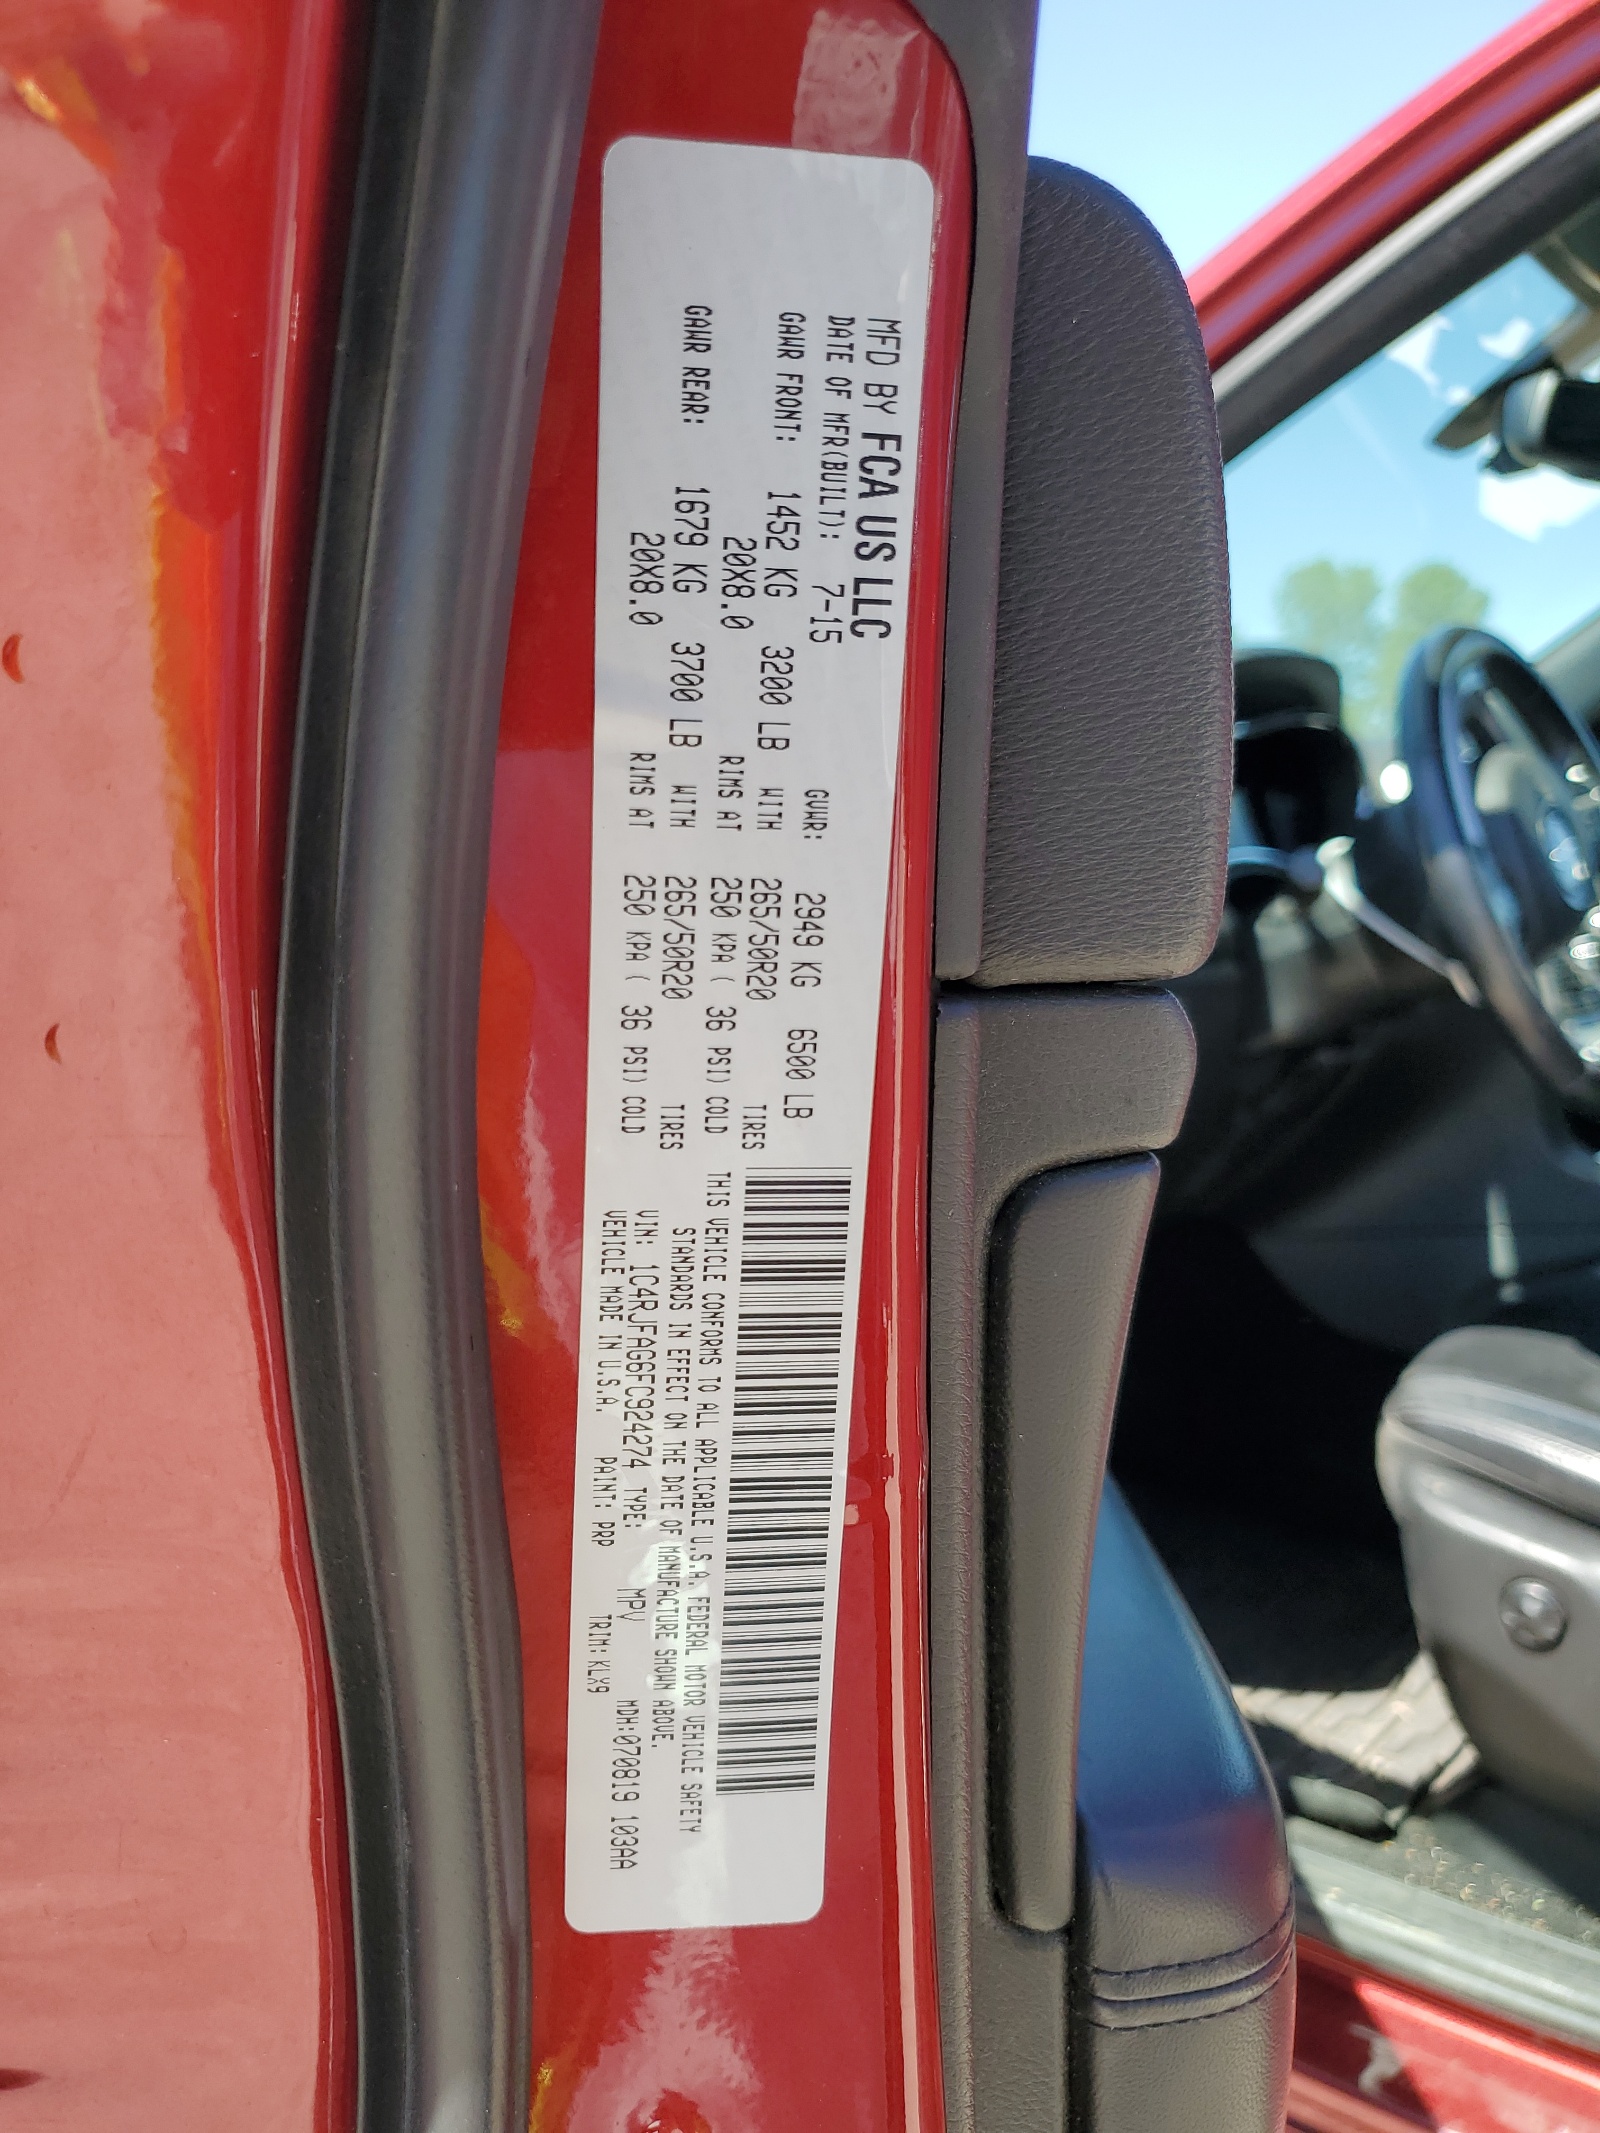 MFD BY FCA US LLC
DATE OF MFR(BUILT): 7-15 GVWR: 2949 KG 6500 LB
GAWR FRONT: 1452 KG 3200 LB WITH 265/50R20 TIRES
20X8.0 RIMS AT 250 KPA ( 36 PSI) COLD
GAWR REAR: 1679 KG 3700 LB WITH 265/50R20 TIRES
20X8.0 RIMS AT 250 KPA ( 36 PSI) COLD
THIS VEHICLE CONFORMS TO ALL APPLICABLE U.S.A. FEDERAL MOTOR VEHICLE SAFETY
STANDARDS IN EFFECT ON THE DATE OF MANUFACTURE SHOWN ABOVE.
VIN: 1C4RJFAG6FC924274 TYPE: MPV MDH:070819 103AA
VEHICLE MADE IN U.S.A. PAINT: PRP TRIM:KLX9